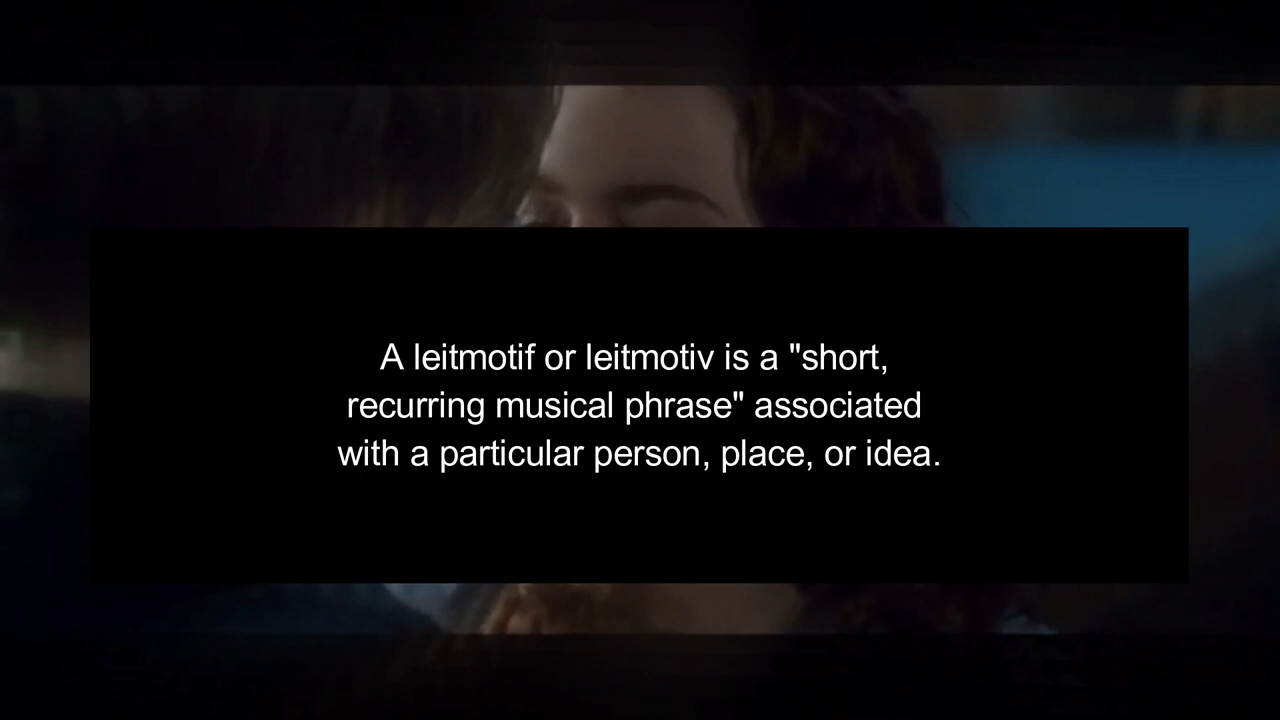 A leitmotif or leitmotiv is a "short,
recurring musical phrase" associated
with a particular person, place, or idea.